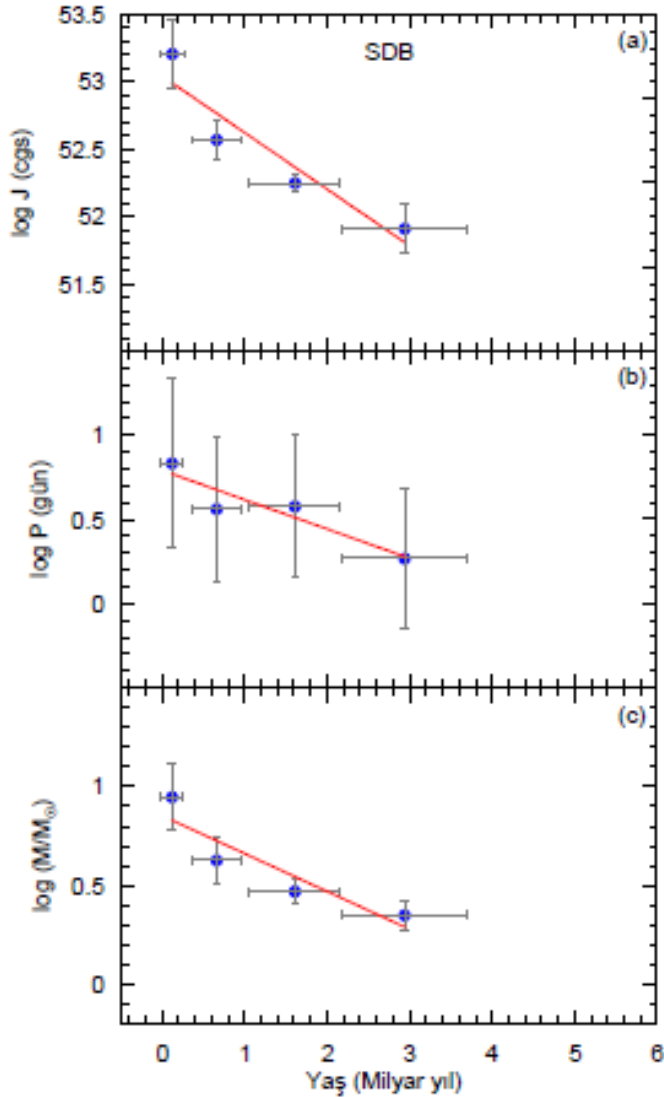 53.5
53
52.5
52
51.5
log J (cgs)
SDB
(a)
1
0.5
0
log P (gün)
(b)
1
0.5
0
log (M/M⊙)
(c)
0 1 2 3 4 5 6
Yaş (Milyar yıl)